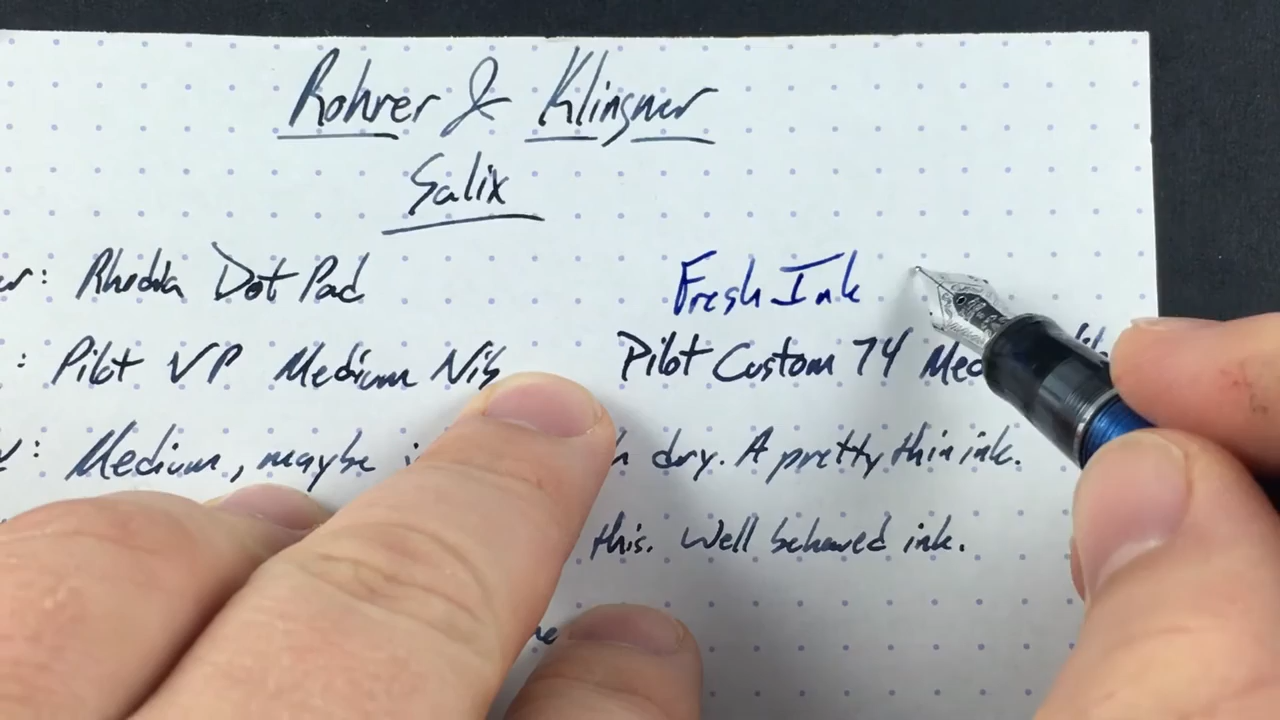 Rohrer & Klingner
Salix
: Rhodia Dot Pad
Fresh Ink
: Pilot VP Medium Nib
Pilot Custom 74
: Medium, maybe dry. A pretty thin ink.
this. Well behaved ink.